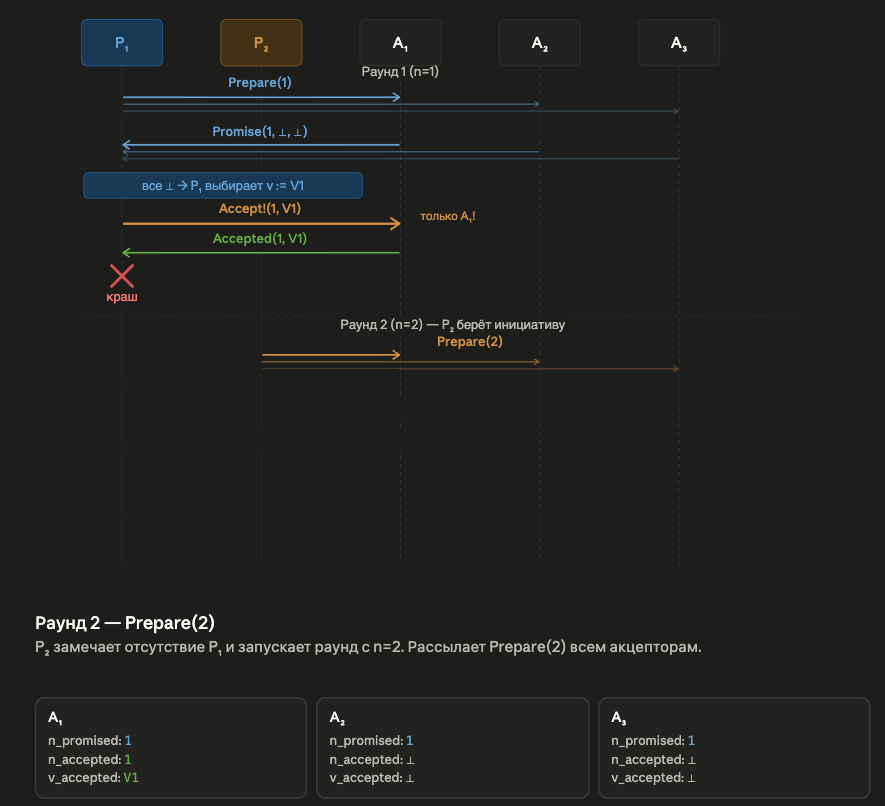 P₁ P₂ A₁ A₂ A₃
Раунд 1 (n=1)
Prepare(1)
Promise(1, ⊥, ⊥)
все ⊥ → P₁ выбирает v := V1
Accept!(1, V1)
только A₁!
Accepted(1, V1)
краш
Раунд 2 (n=2) — P₂ берёт инициативу
Prepare(2)
Раунд 2 — Prepare(2)
P₂ замечает отсутствие P₁ и запускает раунд с n=2. Рассылает Prepare(2) всем акцепторам.
A₁
n_promised: 1
n_accepted: 1
v_accepted: V1
A₂
n_promised: 1
n_accepted: ⊥
v_accepted: ⊥
A₃
n_promised: 1
n_accepted: ⊥
v_accepted: ⊥